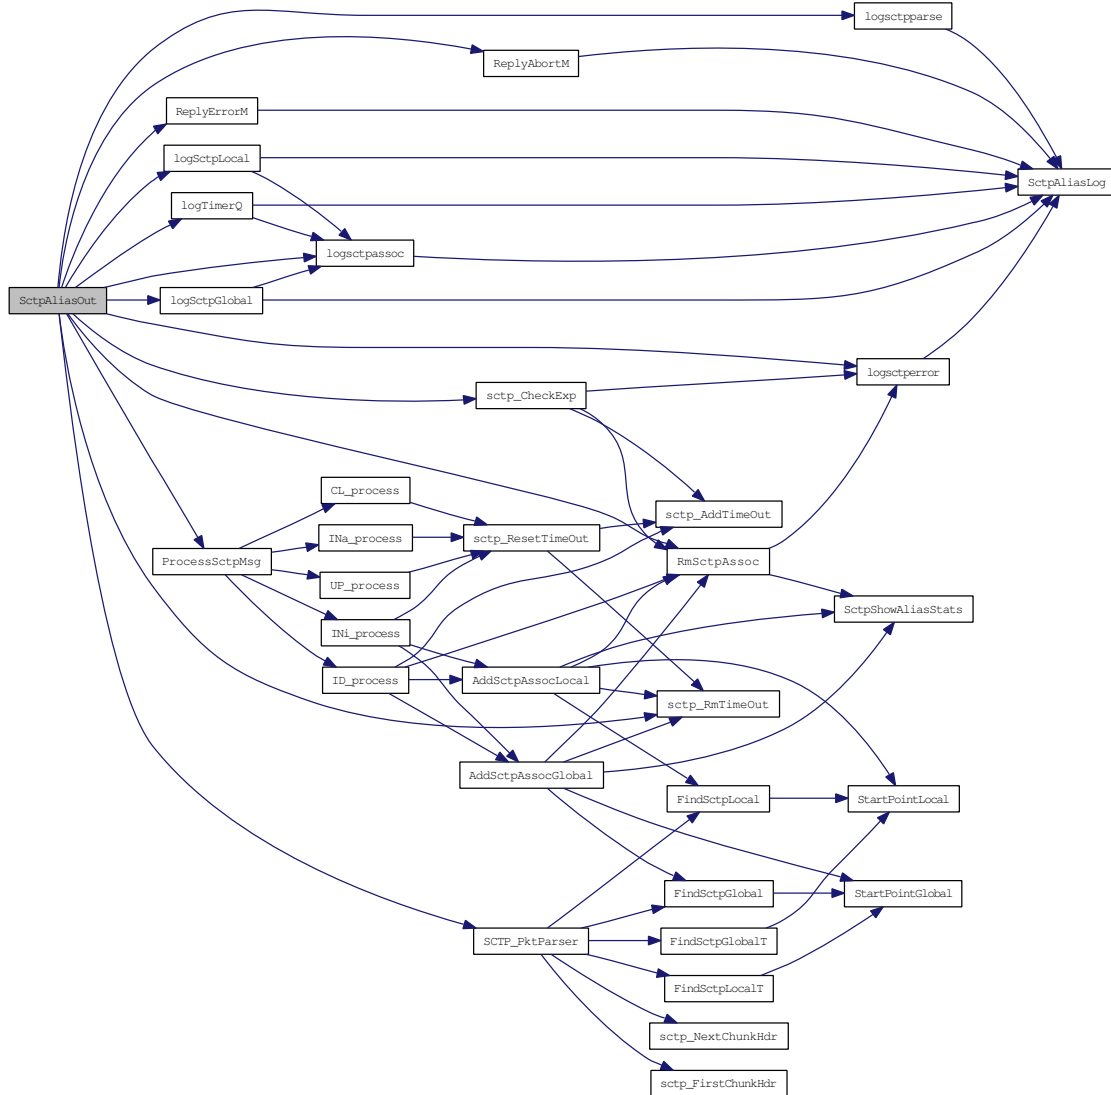 logsctpparse
ReplyAbortM
ReplyErrorM
logSctpLocal
SctpAliasLog
logTimerQ
logsctpassoc
SctpAliasOut
logSctpGlobal
logsctperror
sctp_CheckExp
CL_process
sctp_AddTimeOut
INa_process
sctp_ResetTimeOut
ProcessSctpMsg
RmSctpAssoc
UP_process
SctpShowAliasStats
INi_process
ID_process
AddSctpAssocLocal
sctp_RmTimeOut
AddSctpAssocGlobal
FindSctpLocal
StartPointLocal
FindSctpGlobal
StartPointGlobal
SCTP_PktParser
FindSctpGlobalT
FindSctpLocalT
sctp_NextChunkHdr
sctp_FirstChunkHdr